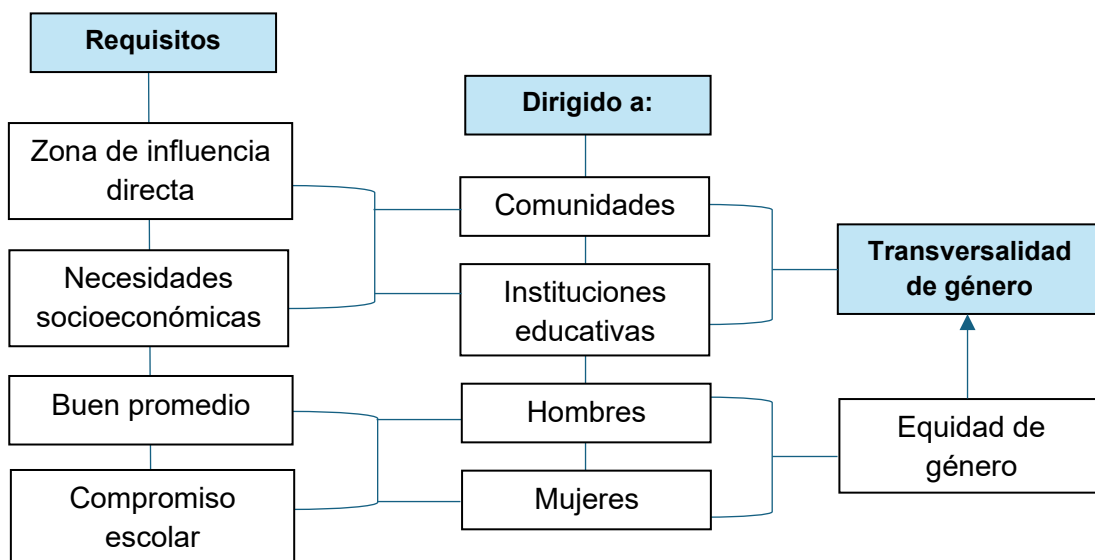 Requisitos
Zona de influencia
directa
Necesidades
socioeconómicas
Buen promedio
Compromiso
escolar
Dirigido a:
Comunidades
Instituciones
educativas
Hombres
Mujeres
Transversalidad
de género
Equidad de
género